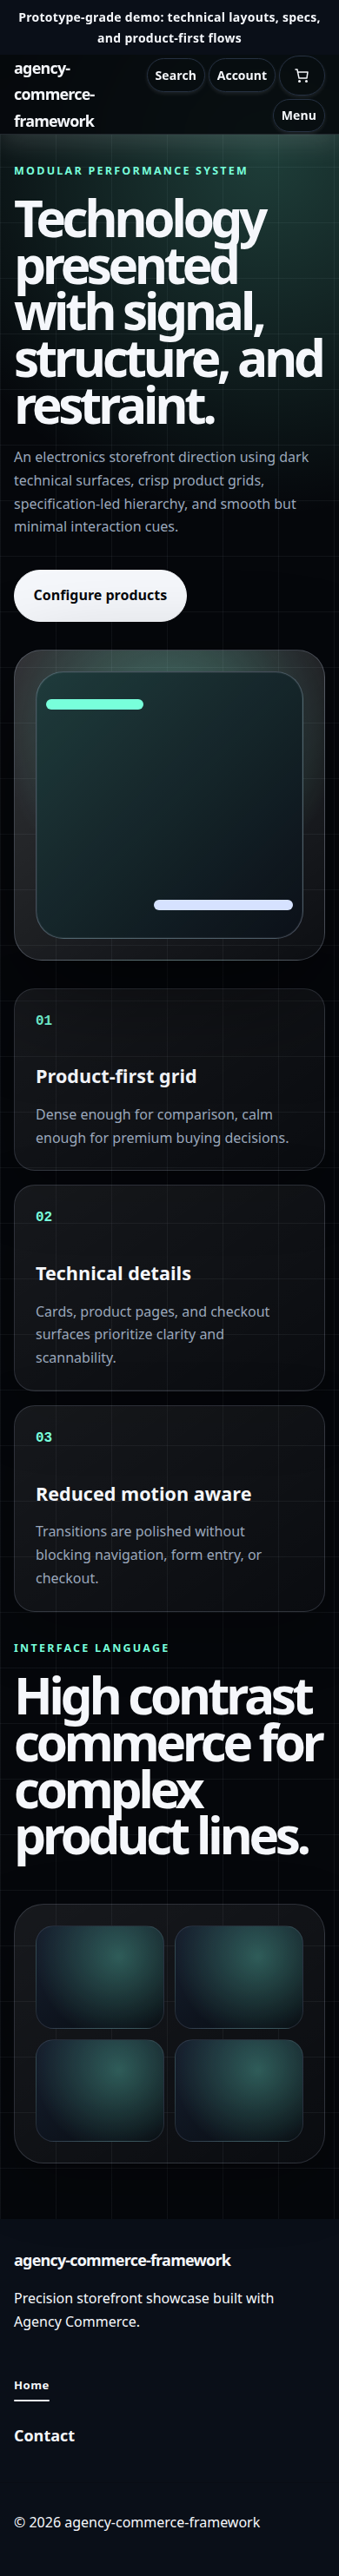 Prototype-grade demo: technical layouts, specs,
and product-first flows
agency-
commerce-
framework
Search
Account
Menu
MODULAR PERFORMANCE SYSTEM
Technology
presented
with signal,
structure, and
restraint.
An electronics storefront direction using dark
technical surfaces, crisp product grids,
specification-led hierarchy, and smooth but
minimal interaction cues.
Configure products
01
Product-first grid
Dense enough for comparison, calm
enough for premium buying decisions.
02
Technical details
Cards, product pages, and checkout
surfaces prioritize clarity and
scannability.
03
Reduced motion aware
Transitions are polished without
blocking navigation, form entry, or
checkout.
INTERFACE LANGUAGE
High contrast
commerce for
complex
product lines.
agency-commerce-framework
Precision storefront showcase built with
Agency Commerce.
Home
Contact
© 2026 agency-commerce-framework